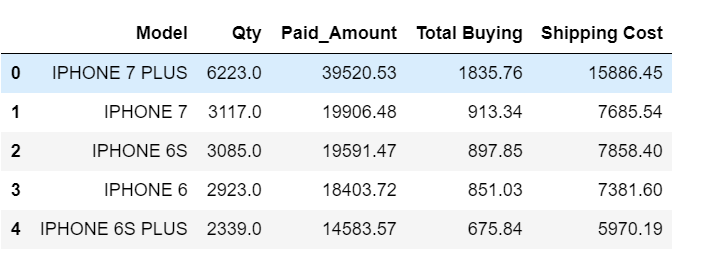 Model Qty Paid_Amount Total Buying Shipping Cost
0 IPHONE 7 PLUS 6223.0 39520.53 1835.76 15886.45
1 IPHONE 7 3117.0 19906.48 913.34 7685.54
2 IPHONE 6S 3085.0 19591.47 897.85 7858.40
3 IPHONE 6 2923.0 18403.72 851.03 7381.60
4 IPHONE 6S PLUS 2339.0 14583.57 675.84 5970.19